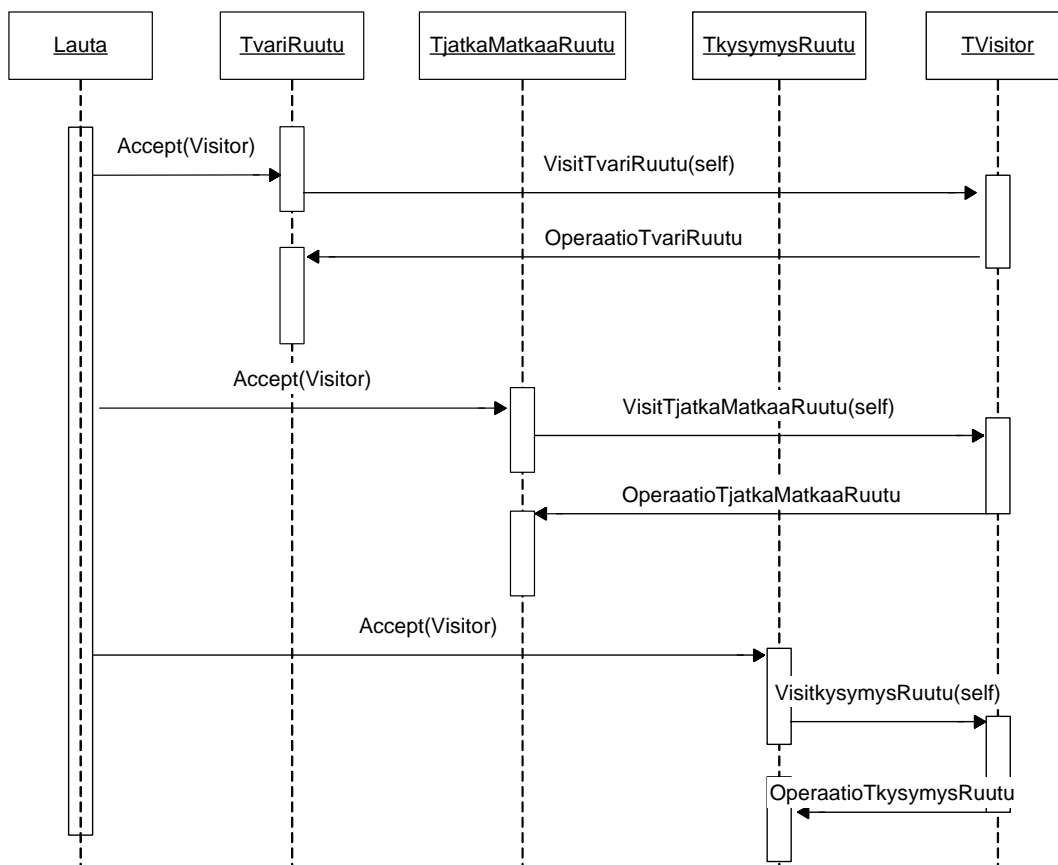 Lauta
TvariRuutu
TjatkaMatkaaRuutu
TkysymysRuutu
TVisitor
Accept(Visitor)
VisitTvariRuutu(self)
OperaatioTvariRuutu
Accept(Visitor)
VisitTjatkaMatkaaRuutu(self)
OperaatioTjatkaMatkaaRuutu
Accept(Visitor)
VisitkysymysRuutu(self)
OperaatioTkysymysRuutu